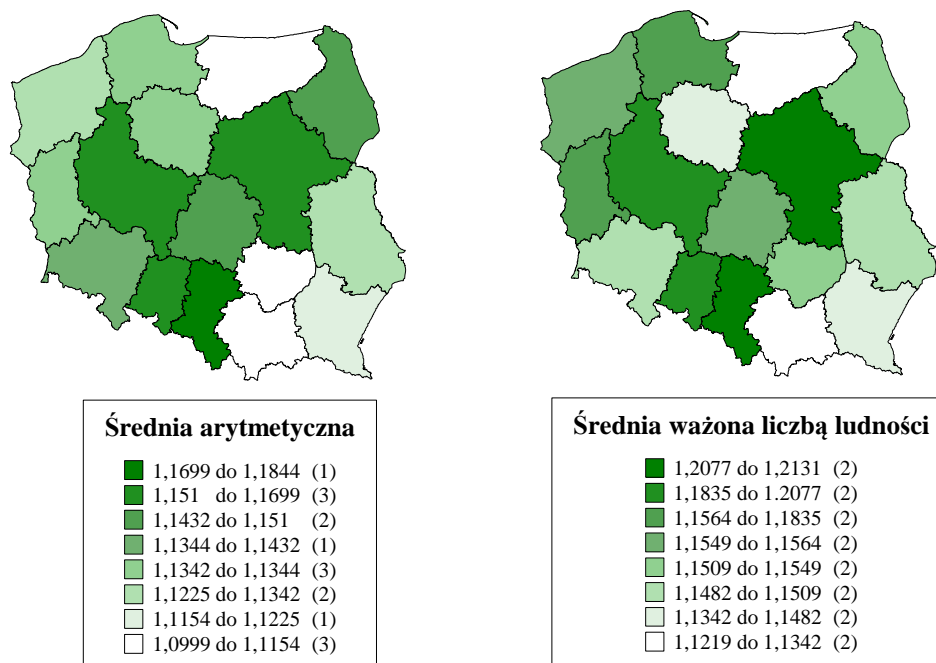 Średnia arytmetyczna
1,1699 do 1,1844 (1)
1,151 do 1,1699 (3)
1,1432 do 1,151 (2)
1,1344 do 1,1432 (1)
1,1342 do 1,1344 (3)
1,1225 do 1,1342 (2)
1,1154 do 1,1225 (1)
1,0999 do 1,1154 (3)
Średnia ważona liczbą ludności
1,2077 do 1,2131 (2)
1,1835 do 1.2077 (2)
1,1564 do 1,1835 (2)
1,1549 do 1,1564 (2)
1,1509 do 1,1549 (2)
1,1482 do 1,1509 (2)
1,1342 do 1,1482 (2)
1,1219 do 1,1342 (2)